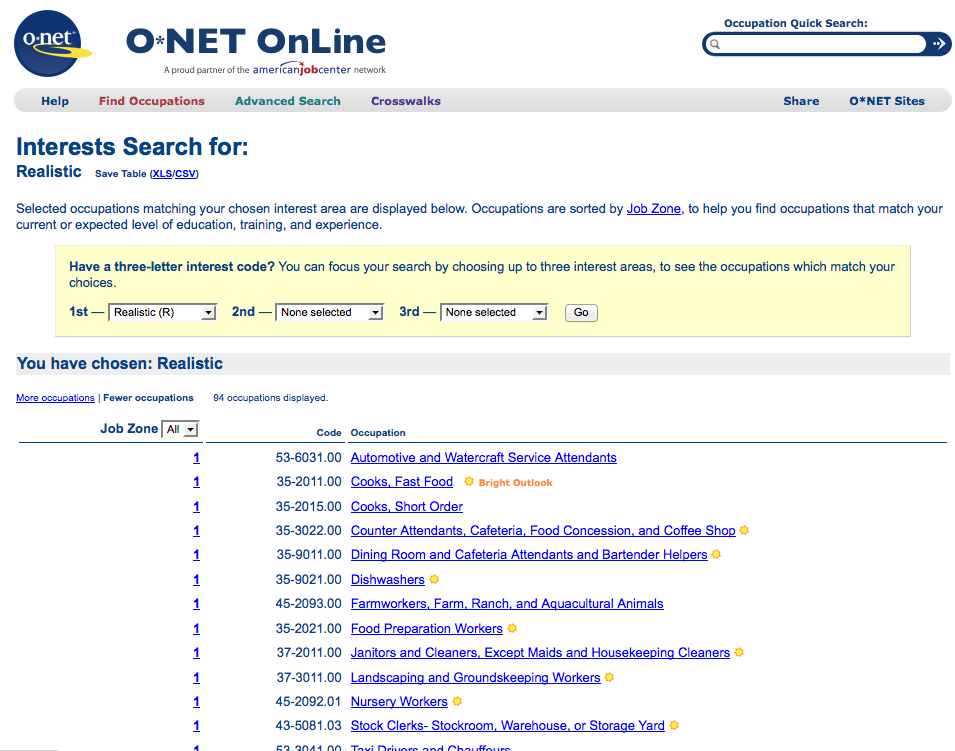 o·net
O*NET OnLine
A proud partner of the americanjobcenter network
Occupation Quick Search:
Help Find Occupations Advanced Search Crosswalks Share O*NET Sites
Interests Search for:
Realistic Save Table (XLS/CSV)
Selected occupations matching your chosen interest area are displayed below. Occupations are sorted by Job Zone, to help you find occupations that match your
current or expected level of education, training, and experience.
Have a three-letter interest code? You can focus your search by choosing up to three interest areas, to see the occupations which match your
choices.
1st — Realistic (R) 2nd — None selected 3rd — None selected Go
You have chosen: Realistic
More occupations | Fewer occupations 94 occupations displayed.
Job Zone All Code Occupation
1 53-6031.00 Automotive and Watercraft Service Attendants
1 35-2011.00 Cooks, Fast Food Bright Outlook
1 35-2015.00 Cooks, Short Order
1 35-3022.00 Counter Attendants, Cafeteria, Food Concession, and Coffee Shop
1 35-9011.00 Dining Room and Cafeteria Attendants and Bartender Helpers
1 35-9021.00 Dishwashers
1 45-2093.00 Farmworkers, Farm, Ranch, and Aquacultural Animals
1 35-2021.00 Food Preparation Workers
1 37-2011.00 Janitors and Cleaners, Except Maids and Housekeeping Cleaners
1 37-3011.00 Landscaping and Groundskeeping Workers
1 45-2092.01 Nursery Workers
1 43-5081.03 Stock Clerks- Stockroom, Warehouse, or Storage Yard
1 53-3041.00 Taxi Drivers and Chauffeurs